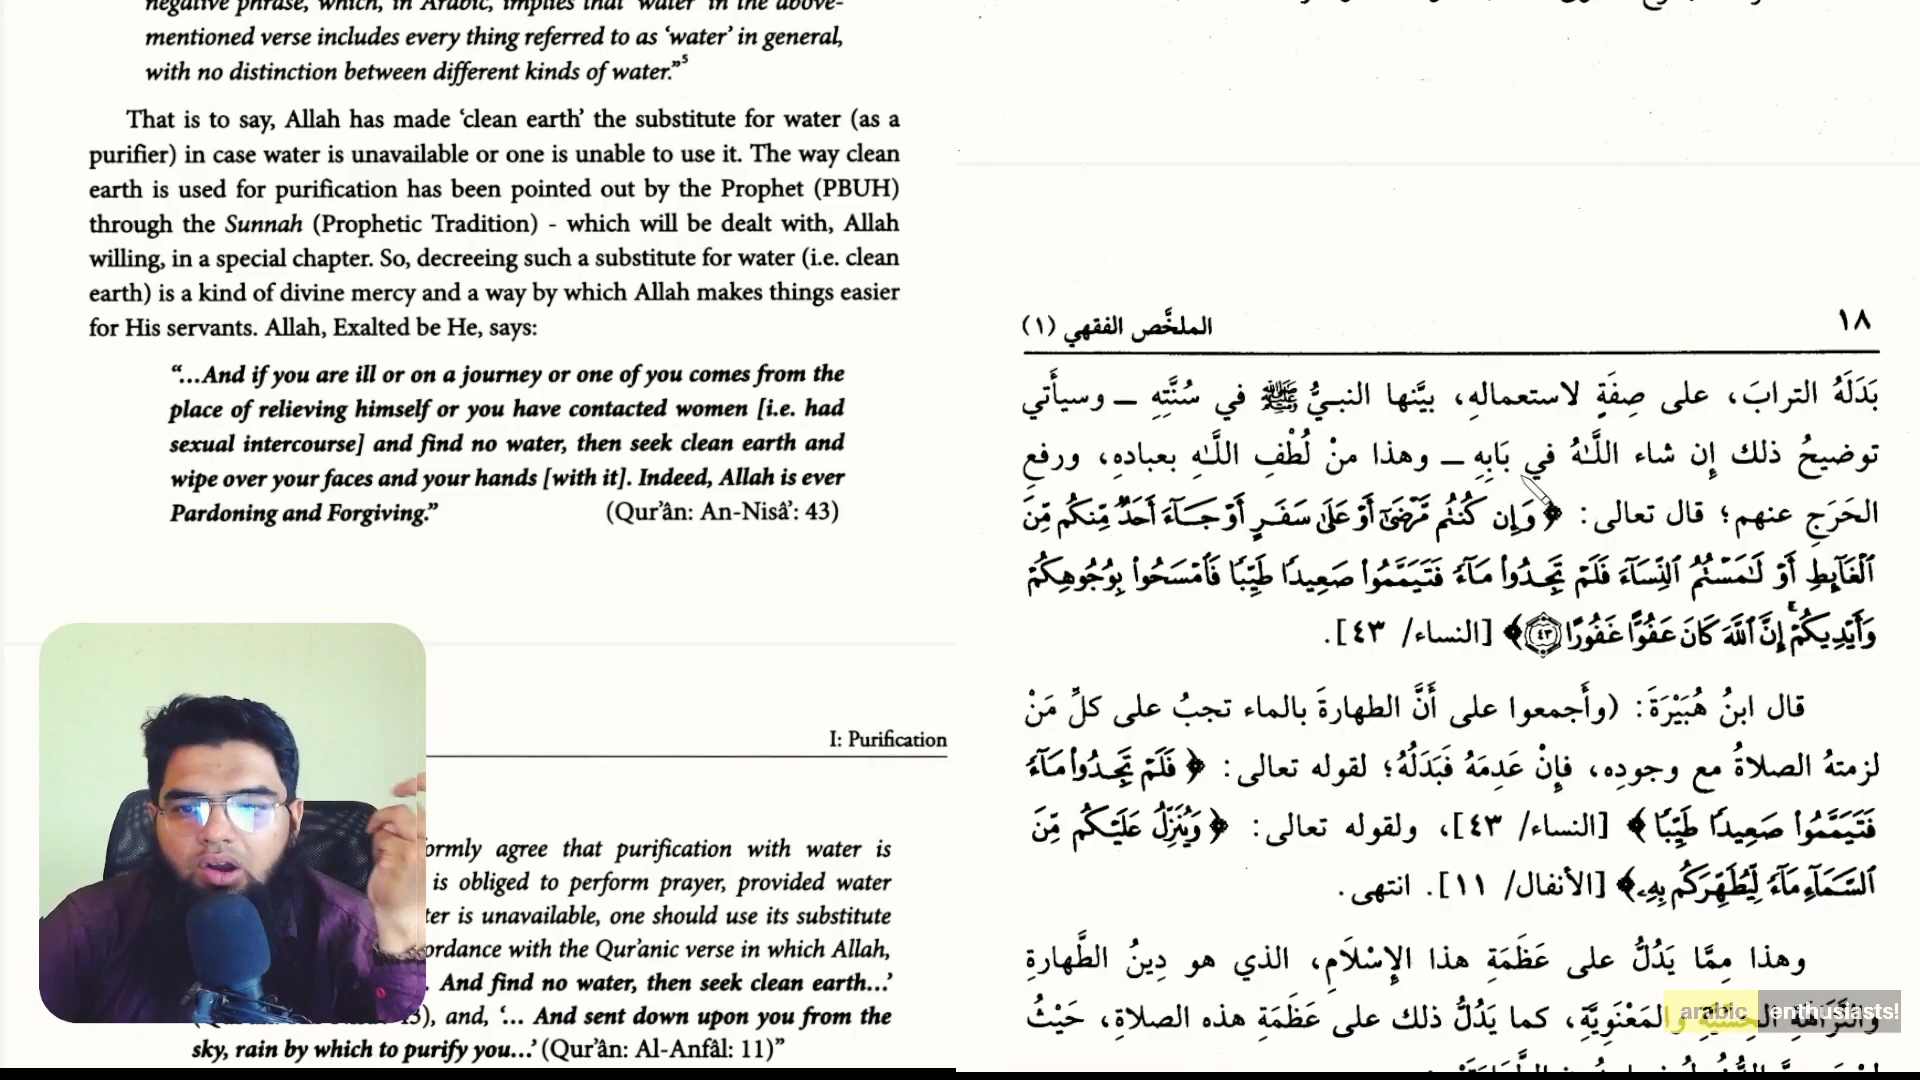 negative phrase, which, in Arabic, implies that 'water' in the above-
mentioned verse includes every thing referred to as 'water' in general,
with no distinction between different kinds of water."5
That is to say, Allah has made 'clean earth' the substitute for water (as a
purifier) in case water is unavailable or one is unable to use it. The way clean
earth is used for purification has been pointed out by the Prophet (PBUH)
through the Sunnah (Prophetic Tradition) - which will be dealt with, Allah
willing, in a special chapter. So, decreeing such a substitute for water (i.e. clean
earth) is a kind of divine mercy and a way by which Allah makes things easier
for His servants. Allah, Exalted be He, says:
"...And if you are ill or on a journey or one of you comes from the
place of relieving himself or you have contacted women [i.e. had
sexual intercourse] and find no water, then seek clean earth and
wipe over your faces and your hands [with it]. Indeed, Allah is ever
Pardoning and Forgiving." (Qur'ân: An-Nisâ': 43)
I: Purification
ormly agree that purification with water is
is obliged to perform prayer, provided water
ter is unavailable, one should use its substitute
ordance with the Qur'anic verse in which Allah,
And find no water, then seek clean earth...'
and, '... And sent down upon you from the
sky, rain by which to purify you...' (Qur'ân: Al-Anfâl: 11)"
١٨ الملخَّص الفقهي (١)
بَدَلَهُ الترابَ، على صِفَةٍ لاستعمالهِ، بيَّنها النبيُّ ﷺ في سُنَّتِهِ ـ وسيأتي
توضيحُ ذلك إن شاء اللَّهُ في بَابِهِ ـ وهذا منْ لُطْفِ اللَّهِ بعبادِه، ورفعِ
الحَرَجِ عنهم؛ قال تعالى: ﴿وَإِن كُنتُم مَّرْضَىٰٓ أَوْ عَلَىٰ سَفَرٍ أَوْ جَآءَ أَحَدٌ مِّنكُم مِّنَ
ٱلْغَآئِطِ أَوْ لَٰمَسْتُمُ ٱلنِّسَآءَ فَلَمْ تَجِدُوا۟ مَآءً فَتَيَمَّمُوا۟ صَعِيدًا طَيِّبًا فَٱمْسَحُوا۟ بِوُجُوهِكُمْ
وَأَيْدِيكُمْ ۗ إِنَّ ٱللَّهَ كَانَ عَفُوًّا غَفُورًا ٤٣﴾ [النساء/ ٤٣].
قال ابنُ هُبَيْرَةَ: (وأَجمعوا على أَنَّ الطهارةَ بالماء تجبُ على كلِّ مَنْ
لزمتهُ الصلاةُ مع وجودِه، فإنْ عَدِمَهُ فَبَدَلُهُ؛ لقوله تعالى: ﴿فَلَمْ تَجِدُوا۟ مَآءً
فَتَيَمَّمُوا۟ صَعِيدًا طَيِّبًا﴾ [النساء/ ٤٣]، ولقوله تعالى: ﴿وَيُنَزِّلُ عَلَيْكُم مِّنَ
ٱلسَّمَآءِ مَآءً لِّيُطَهِّرَكُم بِهِۦ﴾ [الأنفال/ ١١]. انتهى.
وهذا مِمَّا يَدُلُّ على عَظَمَةِ هذا الإِسْلَامِ، الذي هو دِينُ الطَّهارةِ
والنَّزَاهَةِ الحِسِّيَّةِ والمَعْنَوِيَّةِ، كما يَدُلُّ ذلك على عَظَمَةِ هذه الصلاةِ، حَيْثُ
arabic enthusiasts!